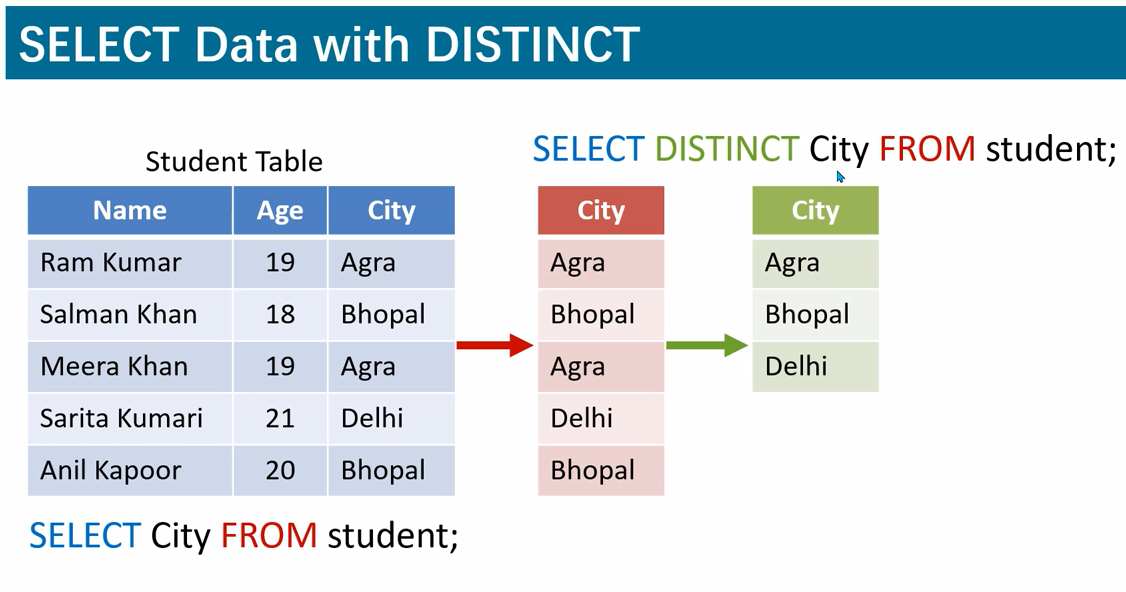 SELECT Data with DISTINCT
SELECT DISTINCT City FROM student;
Student Table
Name Age City
Ram Kumar 19 Agra
Salman Khan 18 Bhopal
Meera Khan 19 Agra
Sarita Kumari 21 Delhi
Anil Kapoor 20 Bhopal
City
Agra
Bhopal
Agra
Delhi
Bhopal
City
Agra
Bhopal
Delhi
SELECT City FROM student;